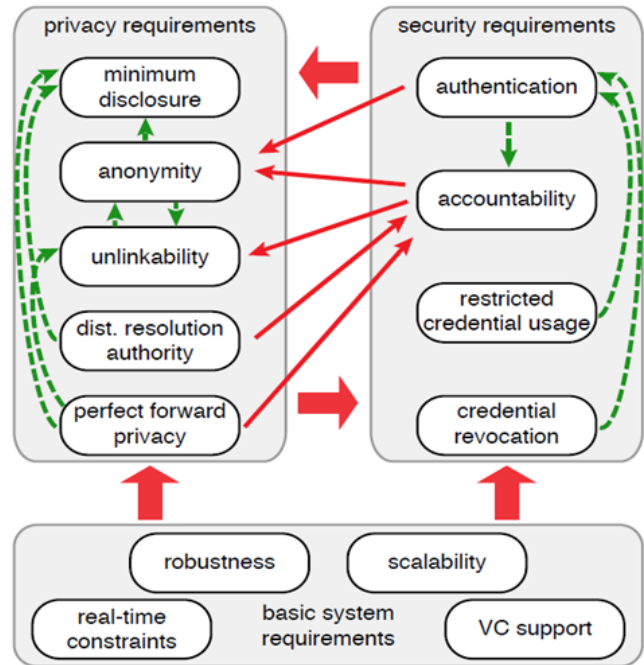 privacy requirements
minimum
disclosure
anonymity
unlinkability
dist. resolution
authority
perfect forward
privacy
security requirements
authentication
accountability
restricted
credential usage
credential
revocation
robustness
scalability
real-time
constraints
basic system
requirements
VC support